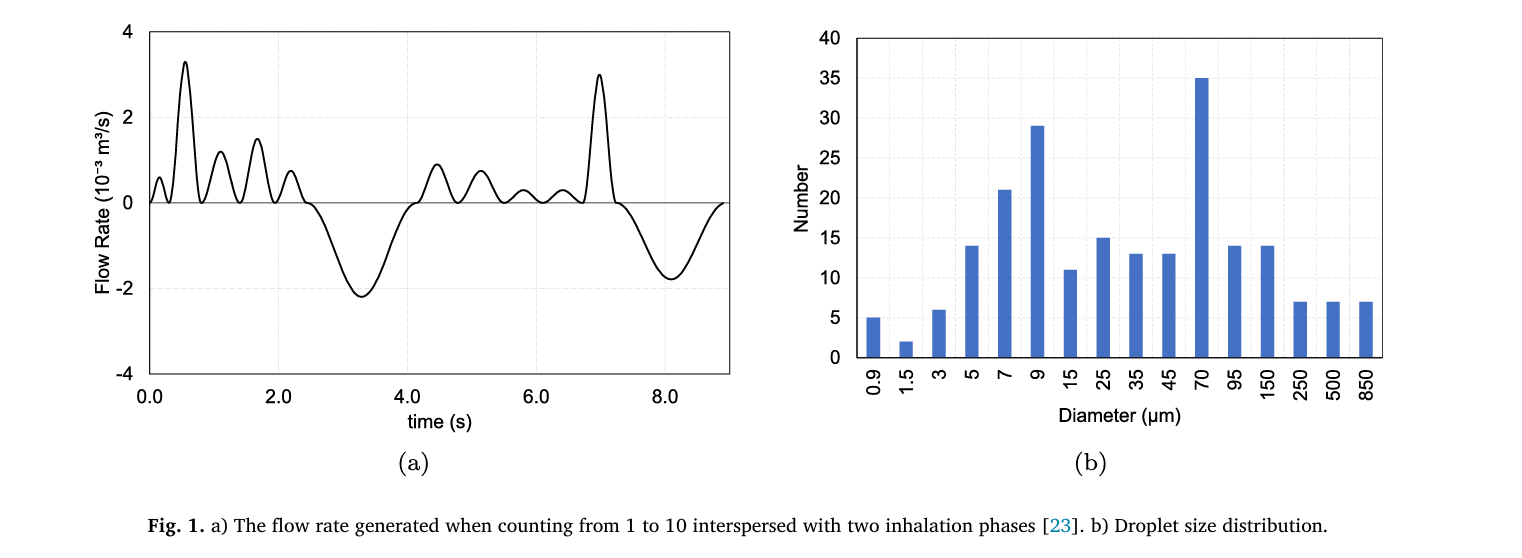 4
2
0
-2
-4
Flow Rate (10⁻³ m³/s)
0.0 2.0 4.0 6.0 8.0
time (s)
(a)
40
35
30
25
20
15
10
5
0
Number
0.9 1.5 3 5 7 9 15 25 35 45 70 95 150 250 500 850
Diameter (μm)
(b)
Fig. 1. a) The flow rate generated when counting from 1 to 10 interspersed with two inhalation phases [23]. b) Droplet size distribution.